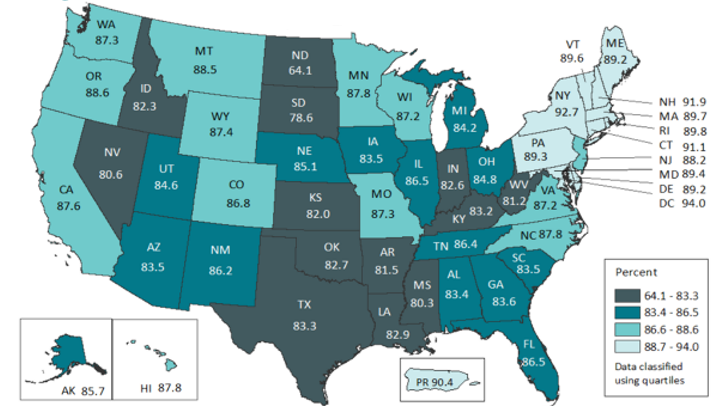 WA
87.3
OR
88.6
CA
87.6
ID
82.3
NV
80.6
MT
88.5
WY
87.4
UT
84.6
AZ
83.5
CO
86.8
NM
86.2
ND
64.1
SD
78.6
NE
85.1
KS
82.0
OK
82.7
TX
83.3
MN
87.8
IA
83.5
MO
87.3
AR
81.5
LA
82.9
WI
87.2
IL
86.5
MS
80.3
MI
84.2
IN
82.6
OH
84.8
KY 83.2
TN 86.4
AL
83.4
GA
83.6
FL
86.5
SC
83.5
NC 87.8
VA
87.2
WV
81.2
PA
89.3
NY
92.7
VT
89.6
ME
89.2
NH 91.9
MA 89.7
RI 89.8
CT 91.1
NJ 88.2
MD 89.4
DE 89.2
DC 94.0
AK 85.7
HI 87.8
PR 90.4
Percent
64.1 - 83.3
83.4 - 86.5
86.6 - 88.6
88.7 - 94.0
Data classified
using quartiles